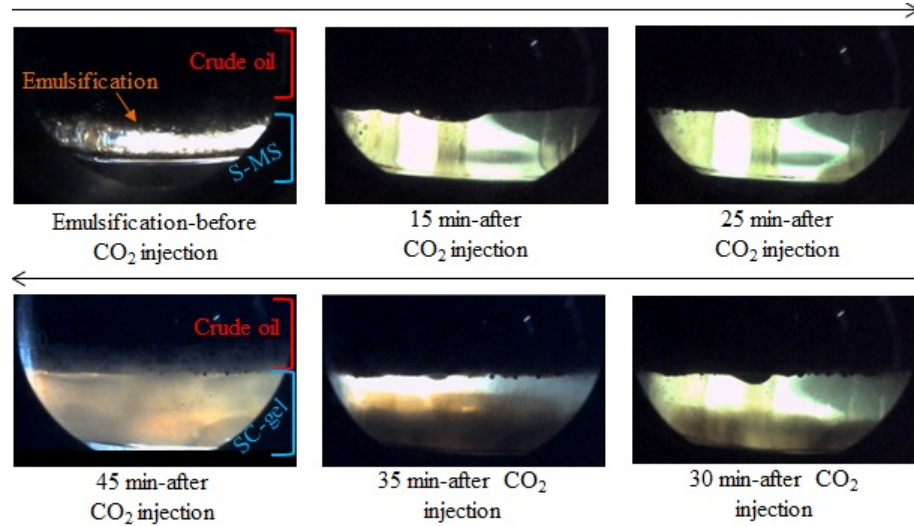 Crude oil
Emulsification
S-MS
Emulsification-before
CO₂ injection
15 min-after
CO₂ injection
25 min-after
CO₂ injection
Crude oil
SC-gel
45 min-after
CO₂ injection
35 min-after CO₂
injection
30 min-after CO₂
injection